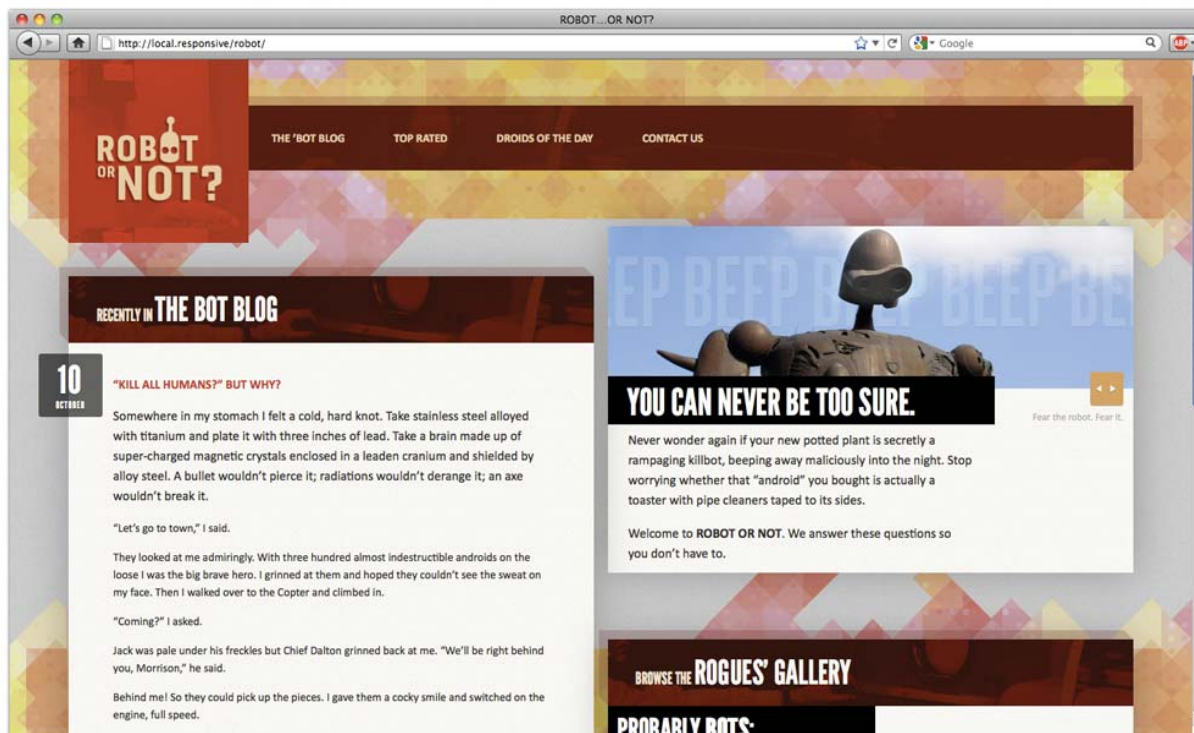 ROBOT...OR NOT?
http://local.responsive/robot/
Google
ABP
ROBOT
OR NOT?
THE 'BOT BLOG
TOP RATED
DROIDS OF THE DAY
CONTACT US
RECENTLY IN THE BOT BLOG
10
OCTOBER
“KILL ALL HUMANS?” BUT WHY?
Somewhere in my stomach I felt a cold, hard knot. Take stainless steel alloyed
with titanium and plate it with three inches of lead. Take a brain made up of
super-charged magnetic crystals enclosed in a leaden cranium and shielded by
alloy steel. A bullet wouldn’t pierce it; radiations wouldn’t derange it; an axe
wouldn’t break it.
“Let’s go to town,” I said.
They looked at me admiringly. With three hundred almost indestructible androids on the
loose I was the big brave hero. I grinned at them and hoped they couldn’t see the sweat on
my face. Then I walked over to the Copter and climbed in.
“Coming?” I asked.
Jack was pale under his freckles but Chief Dalton grinned back at me. “We’ll be right behind
you, Morrison,” he said.
Behind me! So they could pick up the pieces. I gave them a cocky smile and switched on the
engine, full speed.
EP BEEP BEEP BEEP BE
YOU CAN NEVER BE TOO SURE.
Fear the robot. Fear it.
Never wonder again if your new potted plant is secretly a
rampaging killbot, beeping away maliciously into the night. Stop
worrying whether that “android” you bought is actually a
toaster with pipe cleaners taped to its sides.
Welcome to ROBOT OR NOT. We answer these questions so
you don’t have to.
BROWSE THE ROGUES’ GALLERY
PROBABLY BOTS: